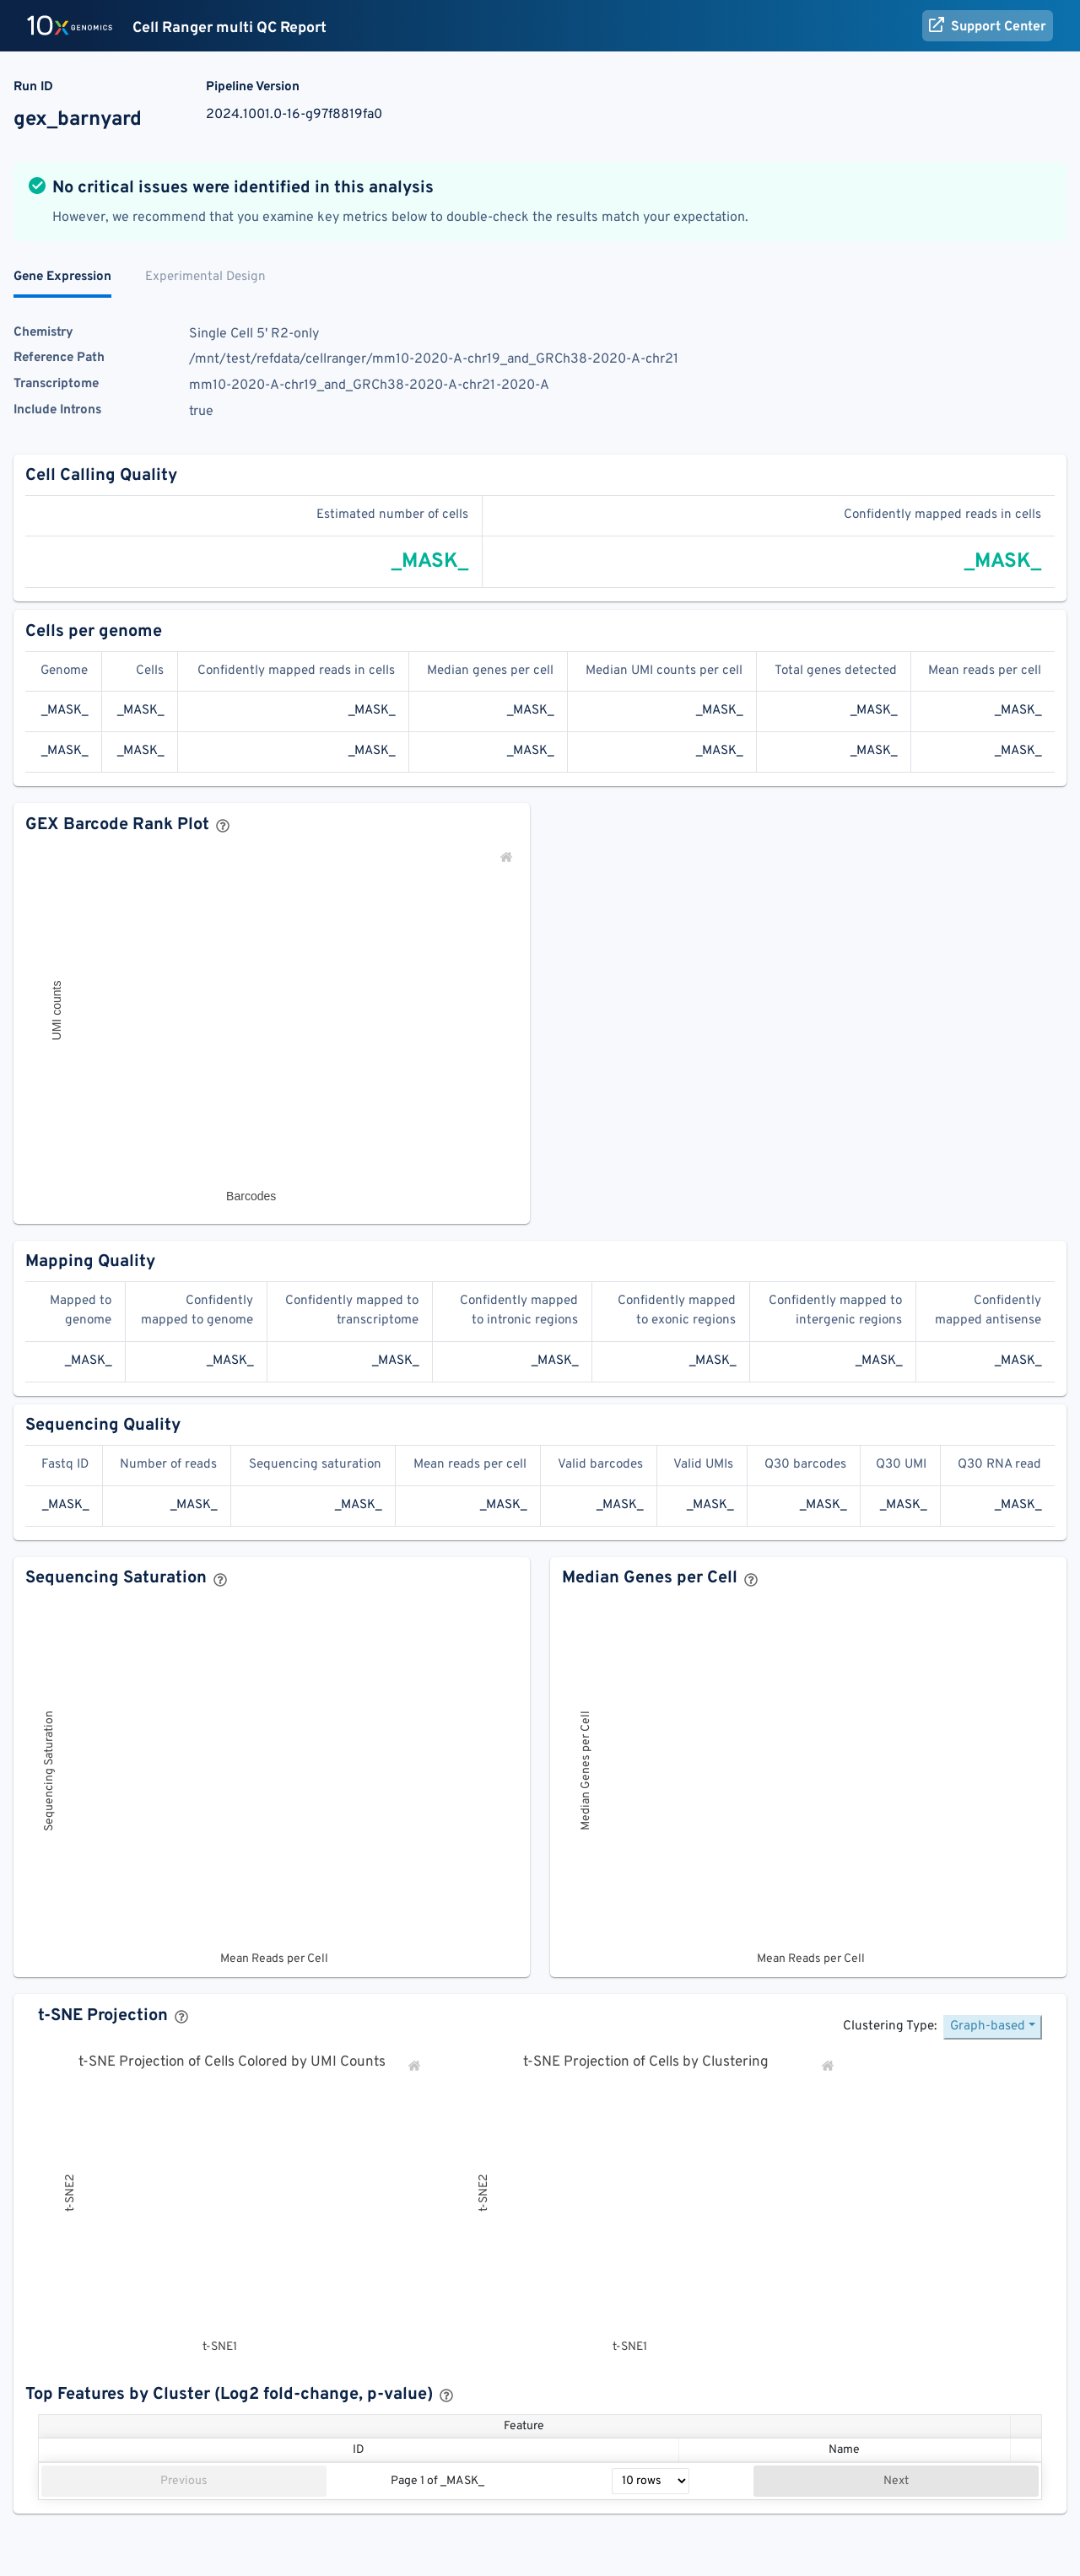 10x GENOMICS Cell Ranger multi QC Report Support Center
Run ID Pipeline Version
gex_barnyard 2024.1001.0-16-g97f8819fa0
No critical issues were identified in this analysis
However, we recommend that you examine key metrics below to double-check the results match your expectation.
Gene Expression Experimental Design
Chemistry Single Cell 5' R2-only
Reference Path /mnt/test/refdata/cellranger/mm10-2020-A-chr19_and_GRCh38-2020-A-chr21
Transcriptome mm10-2020-A-chr19_and_GRCh38-2020-A-chr21-2020-A
Include Introns true
Cell Calling Quality
Estimated number of cells Confidently mapped reads in cells
_MASK_ _MASK_
Cells per genome
Genome Cells Confidently mapped reads in cells Median genes per cell Median UMI counts per cell Total genes detected Mean reads per cell
_MASK_ _MASK_ _MASK_ _MASK_ _MASK_ _MASK_ _MASK_
_MASK_ _MASK_ _MASK_ _MASK_ _MASK_ _MASK_ _MASK_
GEX Barcode Rank Plot
UMI counts
Barcodes
Mapping Quality
Mapped to genome Confidently mapped to genome Confidently mapped to transcriptome Confidently mapped to intronic regions Confidently mapped to exonic regions Confidently mapped to intergenic regions Confidently mapped antisense
_MASK_ _MASK_ _MASK_ _MASK_ _MASK_ _MASK_ _MASK_
Sequencing Quality
Fastq ID Number of reads Sequencing saturation Mean reads per cell Valid barcodes Valid UMIs Q30 barcodes Q30 UMI Q30 RNA read
_MASK_ _MASK_ _MASK_ _MASK_ _MASK_ _MASK_ _MASK_ _MASK_ _MASK_
Sequencing Saturation
Sequencing Saturation
Mean Reads per Cell
Median Genes per Cell
Median Genes per Cell
Mean Reads per Cell
t-SNE Projection
Clustering Type: Graph-based
t-SNE Projection of Cells Colored by UMI Counts
t-SNE2
t-SNE1
t-SNE Projection of Cells by Clustering
t-SNE2
t-SNE1
Top Features by Cluster (Log2 fold-change, p-value)
Feature
ID Name
Previous Page 1 of _MASK_ 10 rows Next